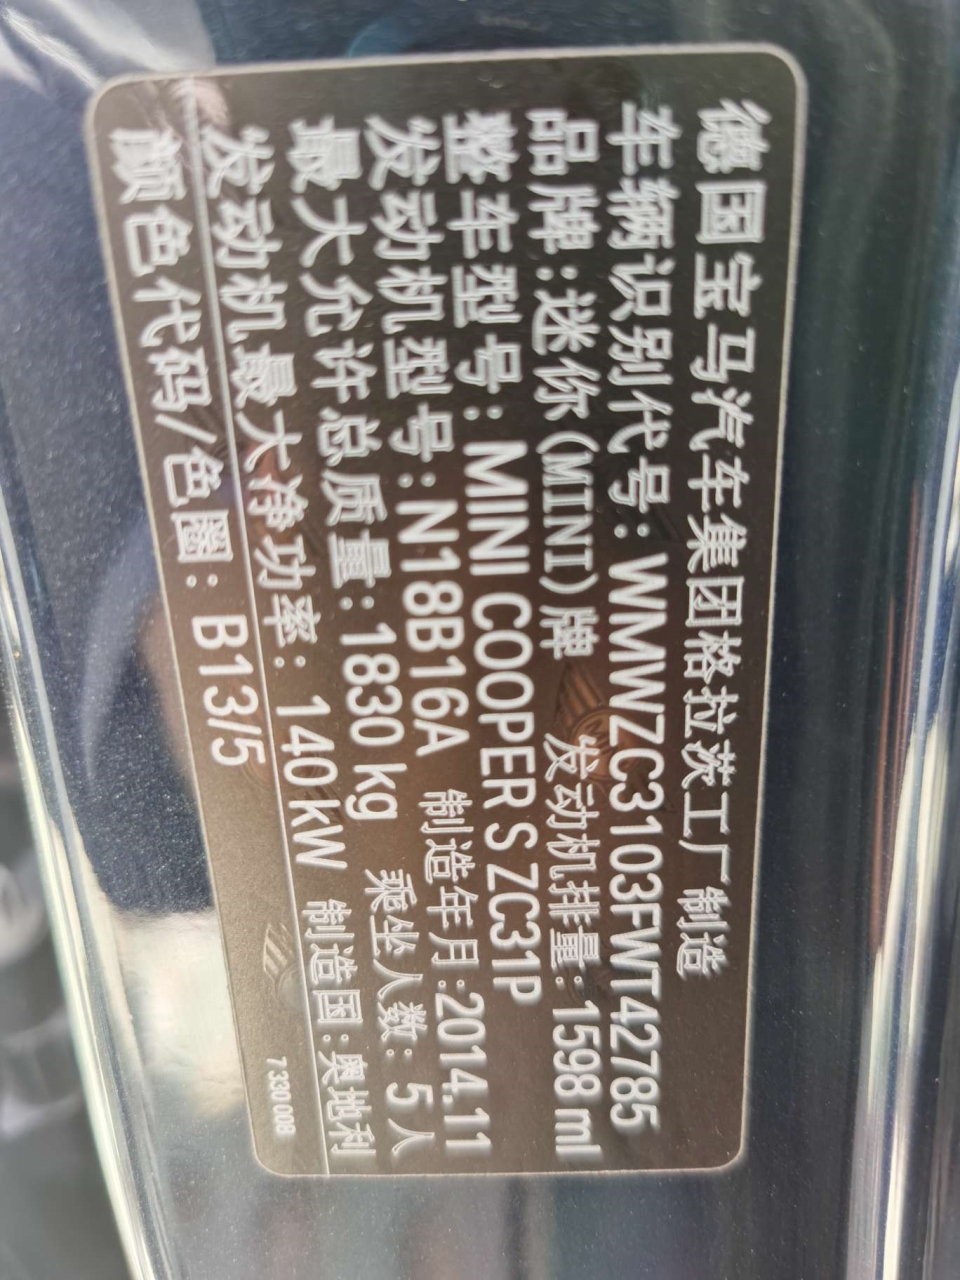 德国宝马汽车集团格拉茨工厂 制造
车辆识别代号: WMWZC3103FWT42785
品牌:迷你(MINI)牌 发动机排量: 1598 ml
整车型号: MINI COOPER S ZC31P
发动机型号: N18B16A 制造年月:2014.11
最大允许总质量: 1830 kg 乘坐人数: 5 人
发动机最大净功率: 140 kW 制造国:奥地利
颜色代码/色圈: B13/5 7 330 008